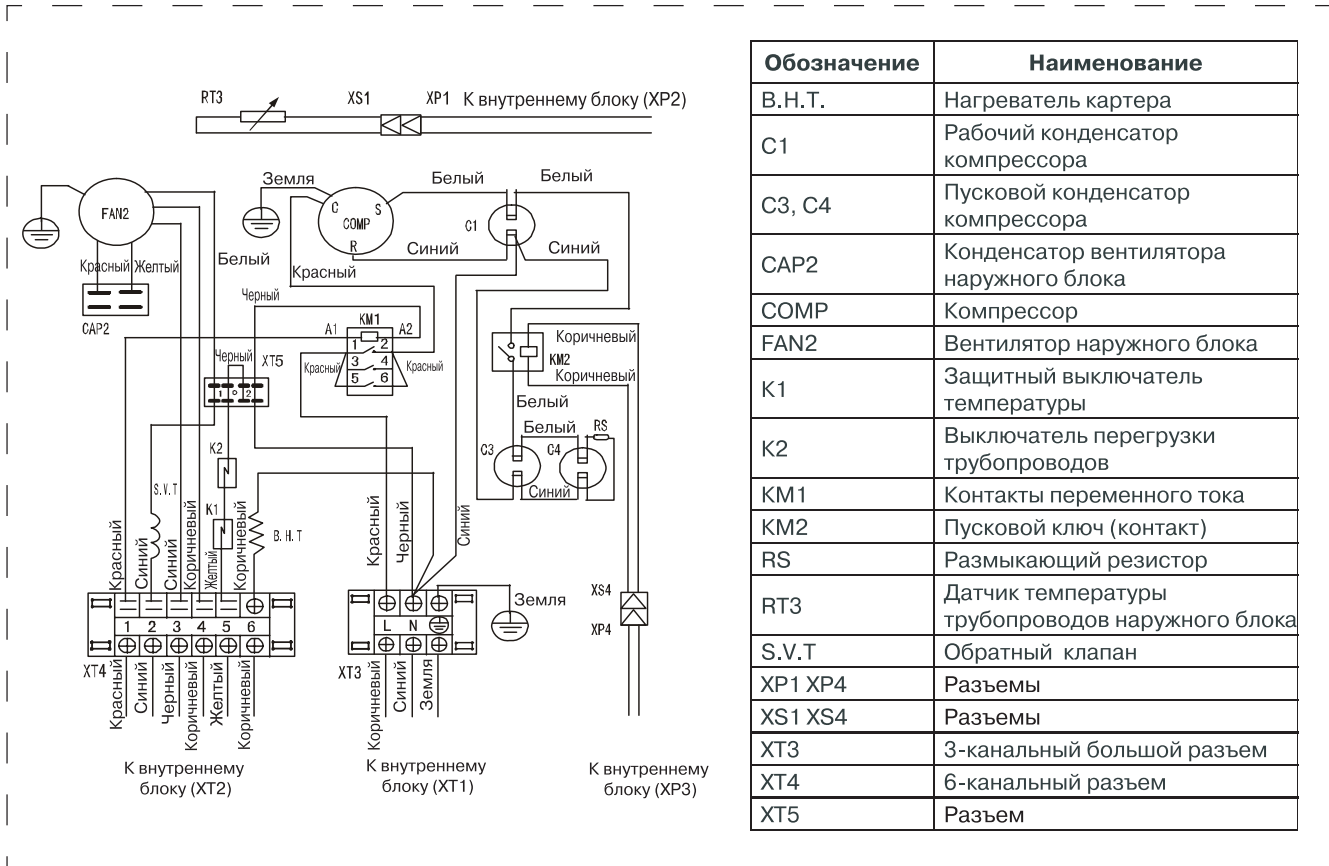 RT3 XS1 XP1 К внутреннему блоку (XP2)
Земля Белый Белый
FAN2 C S COMP R C1
Синий Синий
Красный Желтый Белый Красный
CAP2
Черный
A1 KM1 A2
1 2
3 4
5 6
Красный Красный
Черный XT5
1 2
Коричневый
KM2
Коричневый
Белый
Белый RS
C3 C4
Синий
K2
S.V.T
K1
B.H.T
Красный Синий Синий Коричневый Желтый Коричневый
Красный Черный Синий
1 2 3 4 5 6
XT4
Красный Синий Черный Коричневый Желтый Коричневый
L N
Земля
XT3
Коричневый Синий Земля
XS4
XP4
К внутреннему
блоку (XT2)
К внутреннему
блоку (XT1)
К внутреннему
блоку (XP3)
Обозначение Наименование
B.H.T. Нагреватель картера
C1 Рабочий конденсатор
компрессора
C3, C4 Пусковой конденсатор
компрессора
CAP2 Конденсатор вентилятора
наружного блока
COMP Компрессор
FAN2 Вентилятор наружного блока
K1 Защитный выключатель
температуры
K2 Выключатель перегрузки
трубопроводов
KM1 Контакты переменного тока
KM2 Пусковой ключ (контакт)
RS Размыкающий резистор
RT3 Датчик температуры
трубопроводов наружного блока
S.V.T Обратный клапан
XP1 XP4 Разъемы
XS1 XS4 Разъемы
XT3 3-канальный большой разъем
XT4 6-канальный разъем
XT5 Разъем